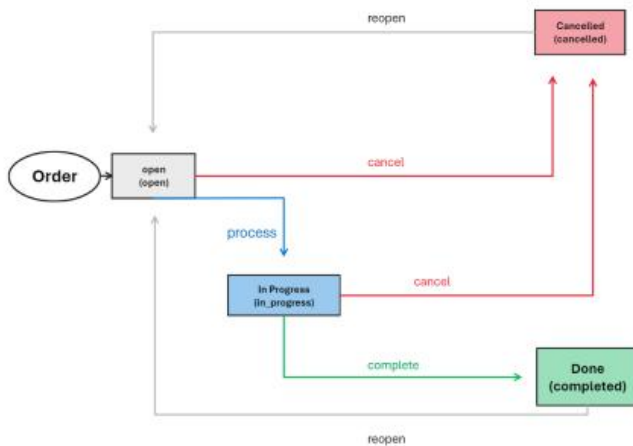 reopen
Cancelled
(cancelled)
Order
open
(open)
cancel
process
In Progress
(in_progress)
cancel
complete
Done
(completed)
reopen